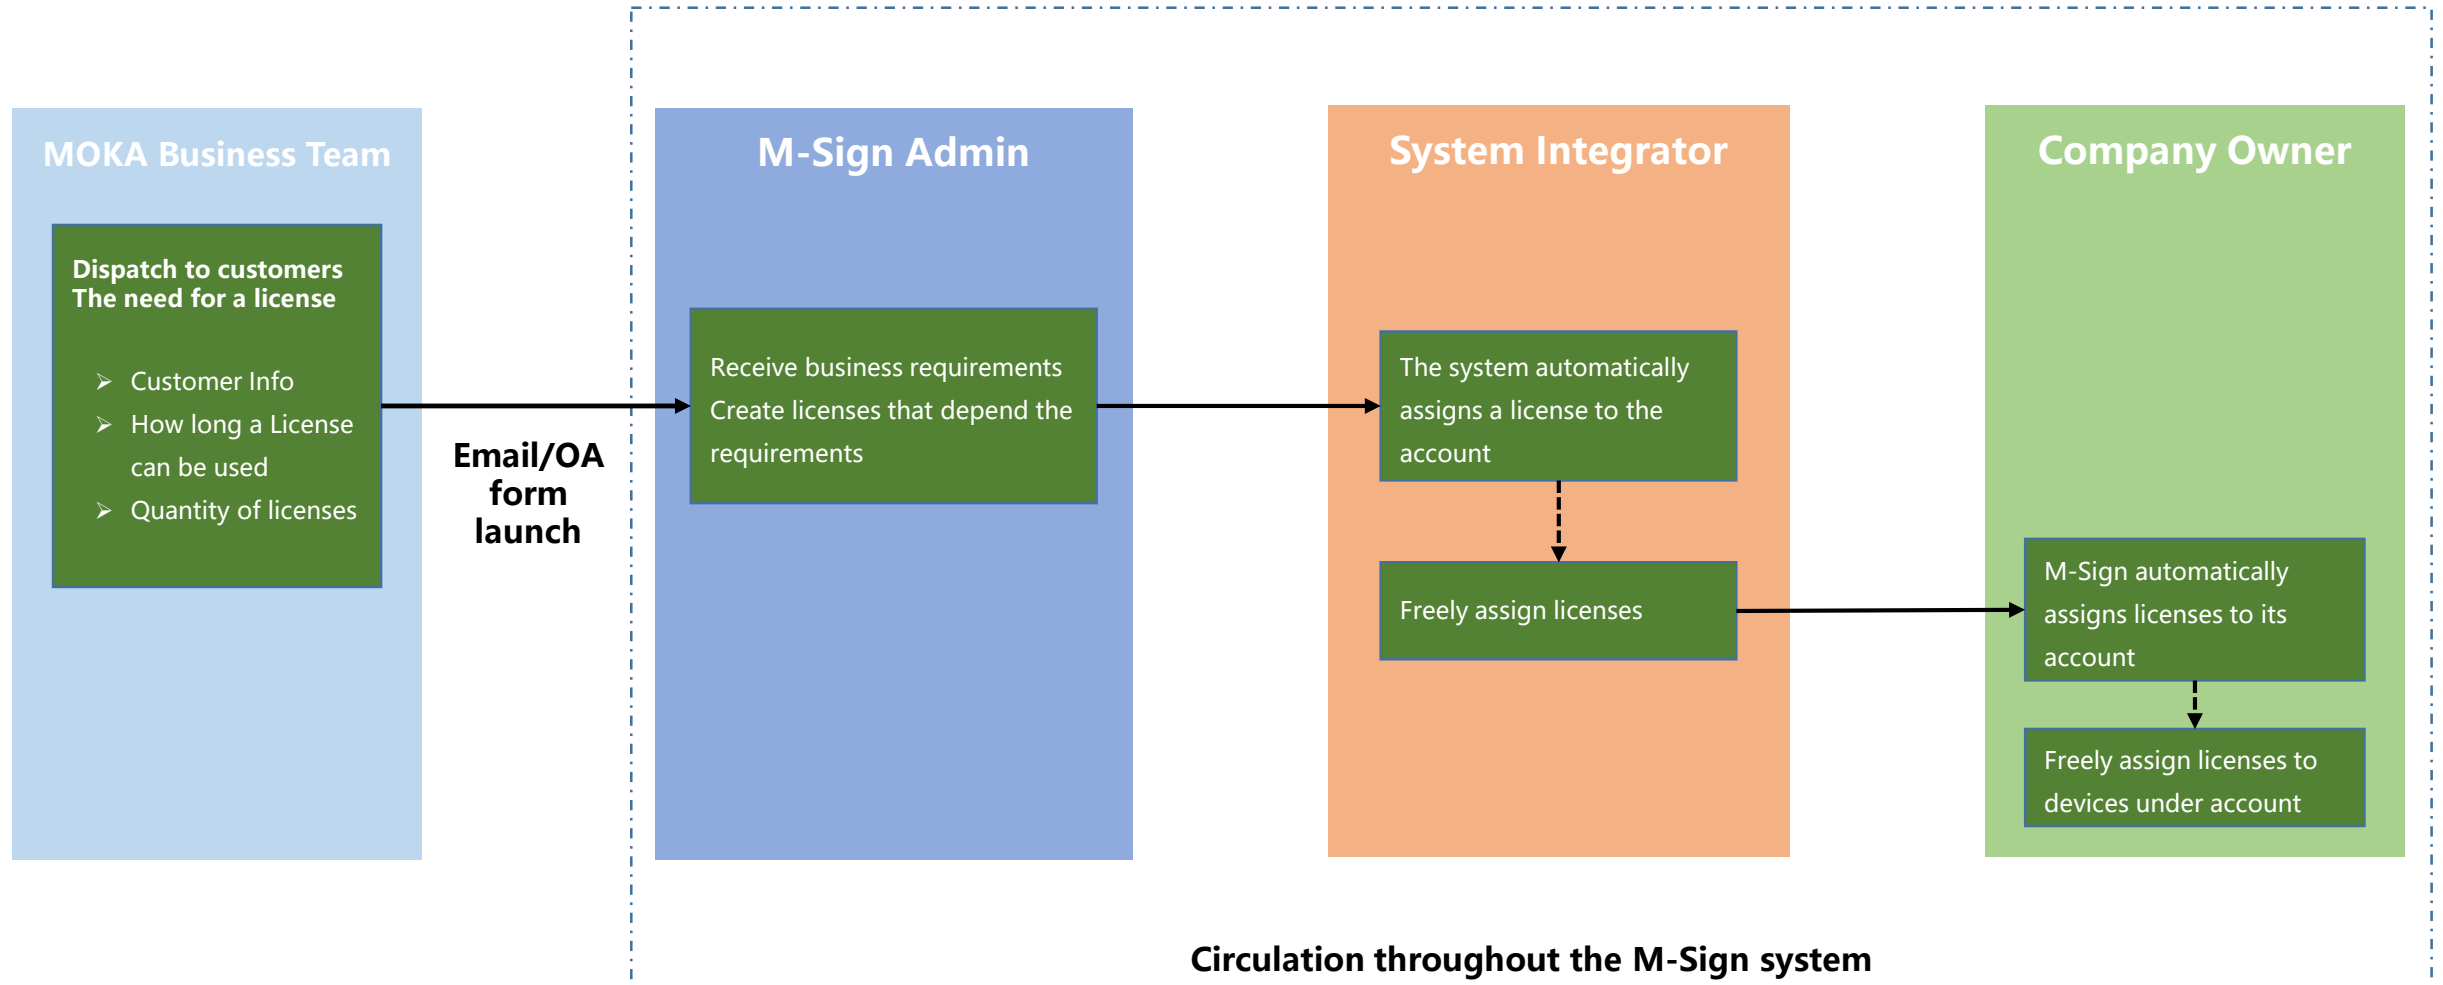 MOKA Business Team
Dispatch to customers
The need for a license
Customer Info
How long a License
can be used
Quantity of licenses
Email/OA
form
launch
M-Sign Admin
Receive business requirements
Create licenses that depend the
requirements
System Integrator
The system automatically
assigns a license to the
account
Freely assign licenses
Company Owner
M-Sign automatically
assigns licenses to its
account
Freely assign licenses to
devices under account
Circulation throughout the M-Sign system